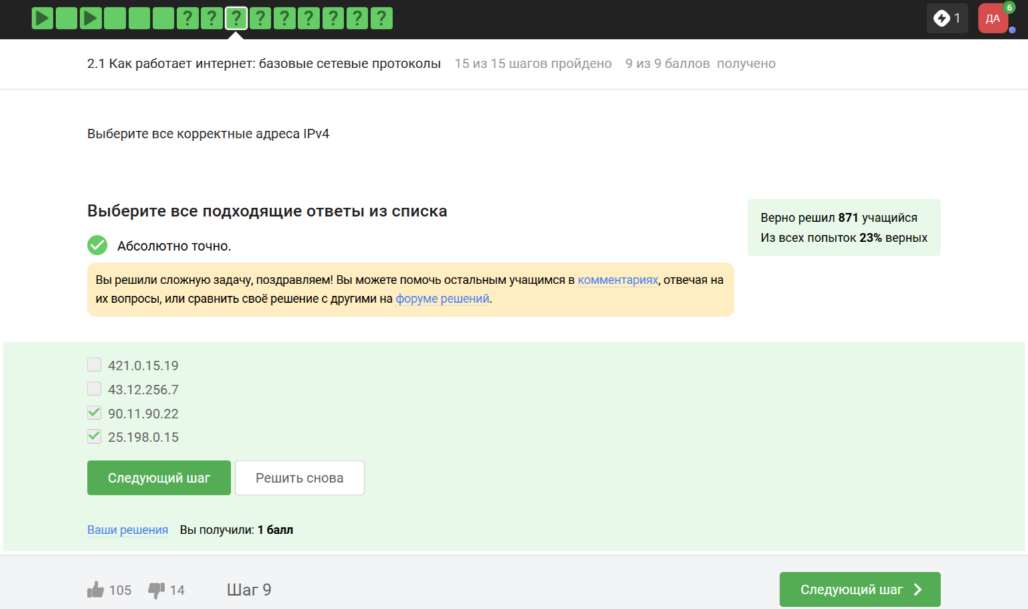 ? ? ? ? ? ? ? ? ?
1
ДА
6
2.1 Как работает интернет: базовые сетевые протоколы 15 из 15 шагов пройдено 9 из 9 баллов получено
Выберите все корректные адреса IPv4
Выберите все подходящие ответы из списка
Верно решил 871 учащийся
Из всех попыток 23% верных
Абсолютно точно.
Вы решили сложную задачу, поздравляем! Вы можете помочь остальным учащимся в комментариях, отвечая на
их вопросы, или сравнить своё решение с другими на форуме решений.
421.0.15.19
43.12.256.7
90.11.90.22
25.198.0.15
Следующий шаг Решить снова
Ваши решения Вы получили: 1 балл
105 14 Шаг 9 Следующий шаг